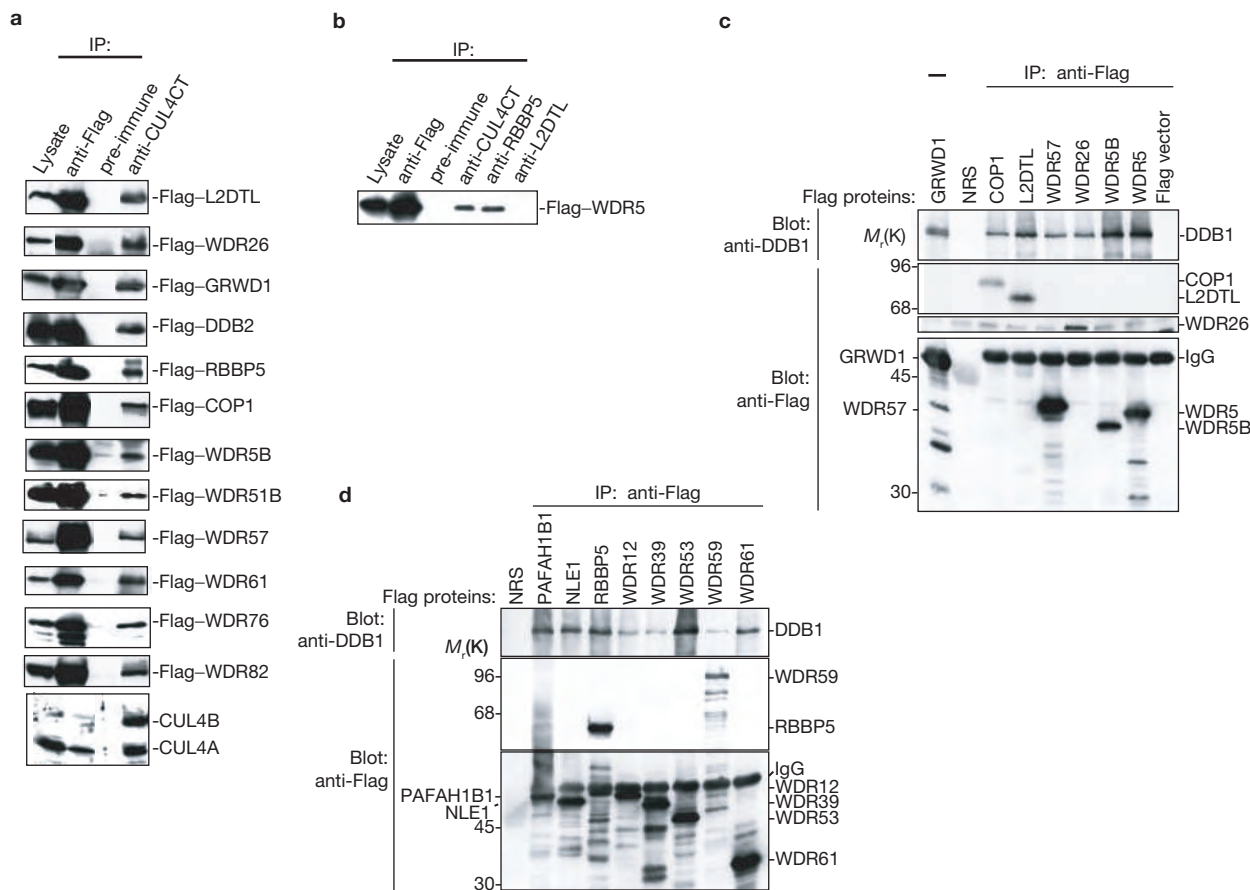 a
IP:
Lysate
anti-Flag
pre-immune
anti-CUL4CT
-Flag–L2DTL
-Flag–WDR26
-Flag–GRWD1
-Flag–DDB2
-Flag–RBBP5
-Flag–COP1
-Flag–WDR5B
-Flag–WDR51B
-Flag–WDR57
-Flag–WDR61
-Flag–WDR76
-Flag–WDR82
-CUL4B
-CUL4A
b
IP:
Lysate
anti-Flag
pre-immune
anti-CUL4CT
anti-RBBP5
anti-L2DTL
-Flag–WDR5
c
–
IP: anti-Flag
Flag proteins:
GRWD1
NRS
COP1
L2DTL
WDR57
WDR26
WDR5B
WDR5
Flag vector
Blot:
anti-DDB1
Mr(K)
-DDB1
96-
68-
COP1
L2DTL
-WDR26
Blot:
anti-Flag
GRWD1
-IgG
45-
WDR57
-WDR5
-WDR5B
30-
d
IP: anti-Flag
Flag proteins:
NRS
PAFAH1B1
NLE1
RBBP5
WDR12
WDR39
WDR53
WDR59
WDR61
Blot:
anti-DDB1
Mr(K)
-DDB1
96-
68-
WDR59
RBBP5
Blot:
anti-Flag
IgG
PAFAH1B1
NLE1
WDR12
WDR39
WDR53
45-
WDR61
30-